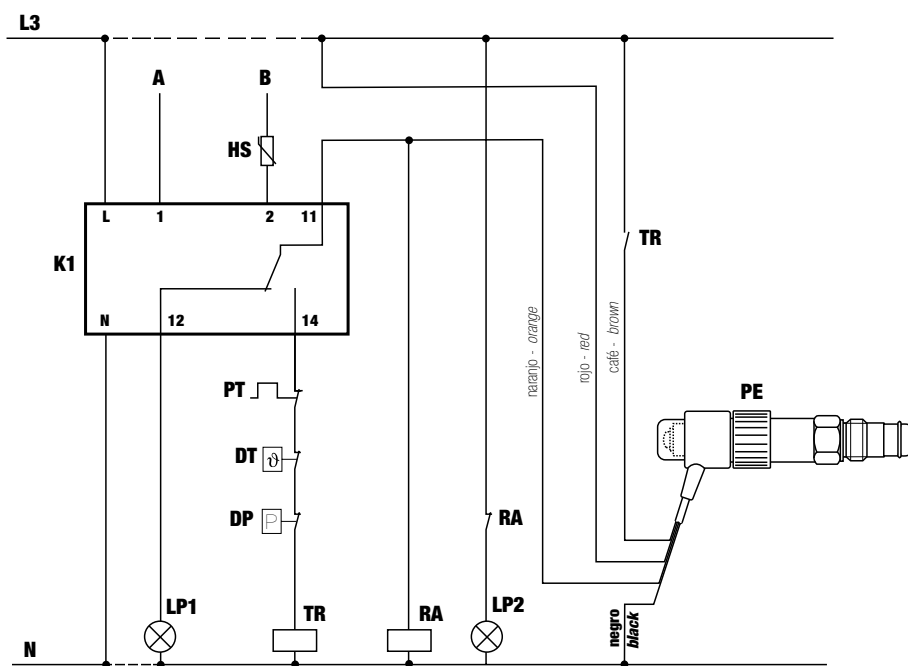 L3
A
B
HS
L
1
2
11
K1
N
12
14
TR
naranjo - orange
rojo - red
café - brown
PE
PT
DT
ϑ
DP
P
RA
LP1
TR
RA
LP2
negro
black
N